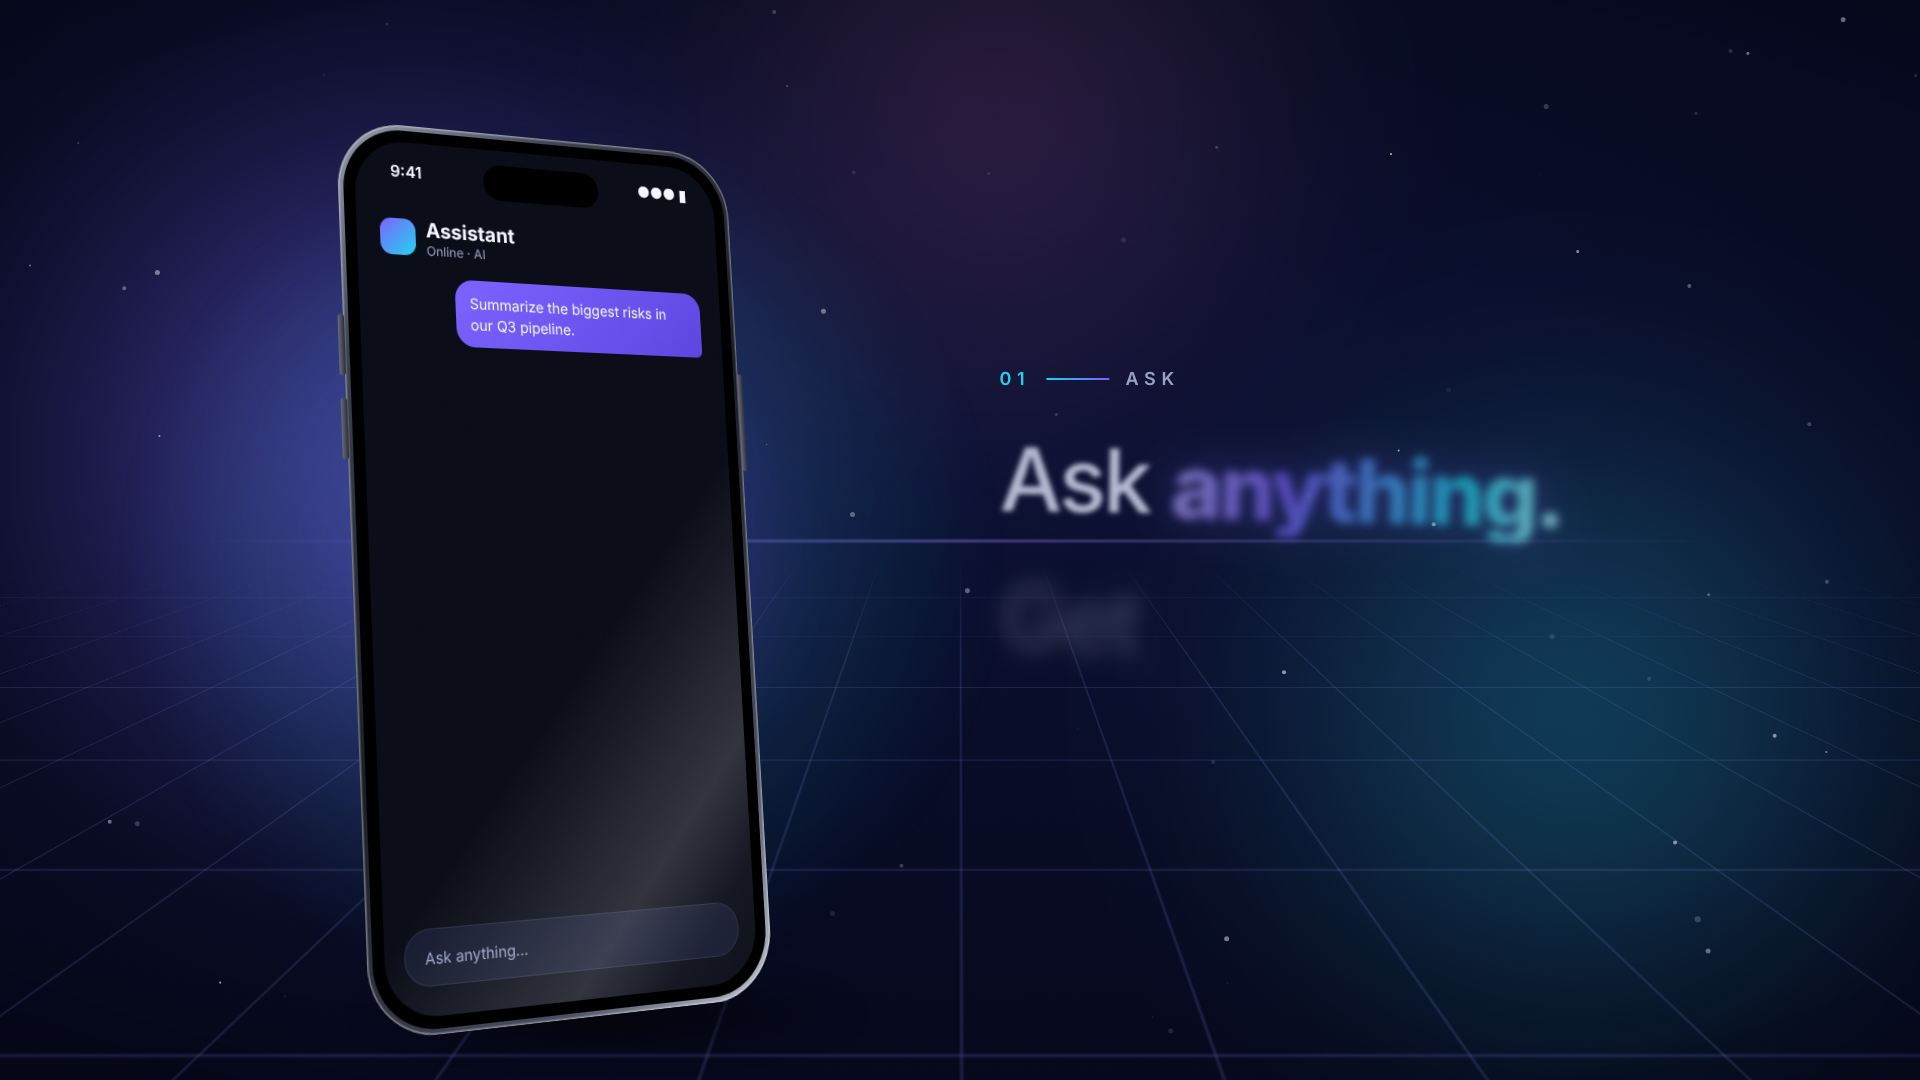 9:41
Assistant
Online · AI
Summarize the biggest risks in
our Q3 pipeline.
Ask anything...
01 ASK
Ask anything.
Get